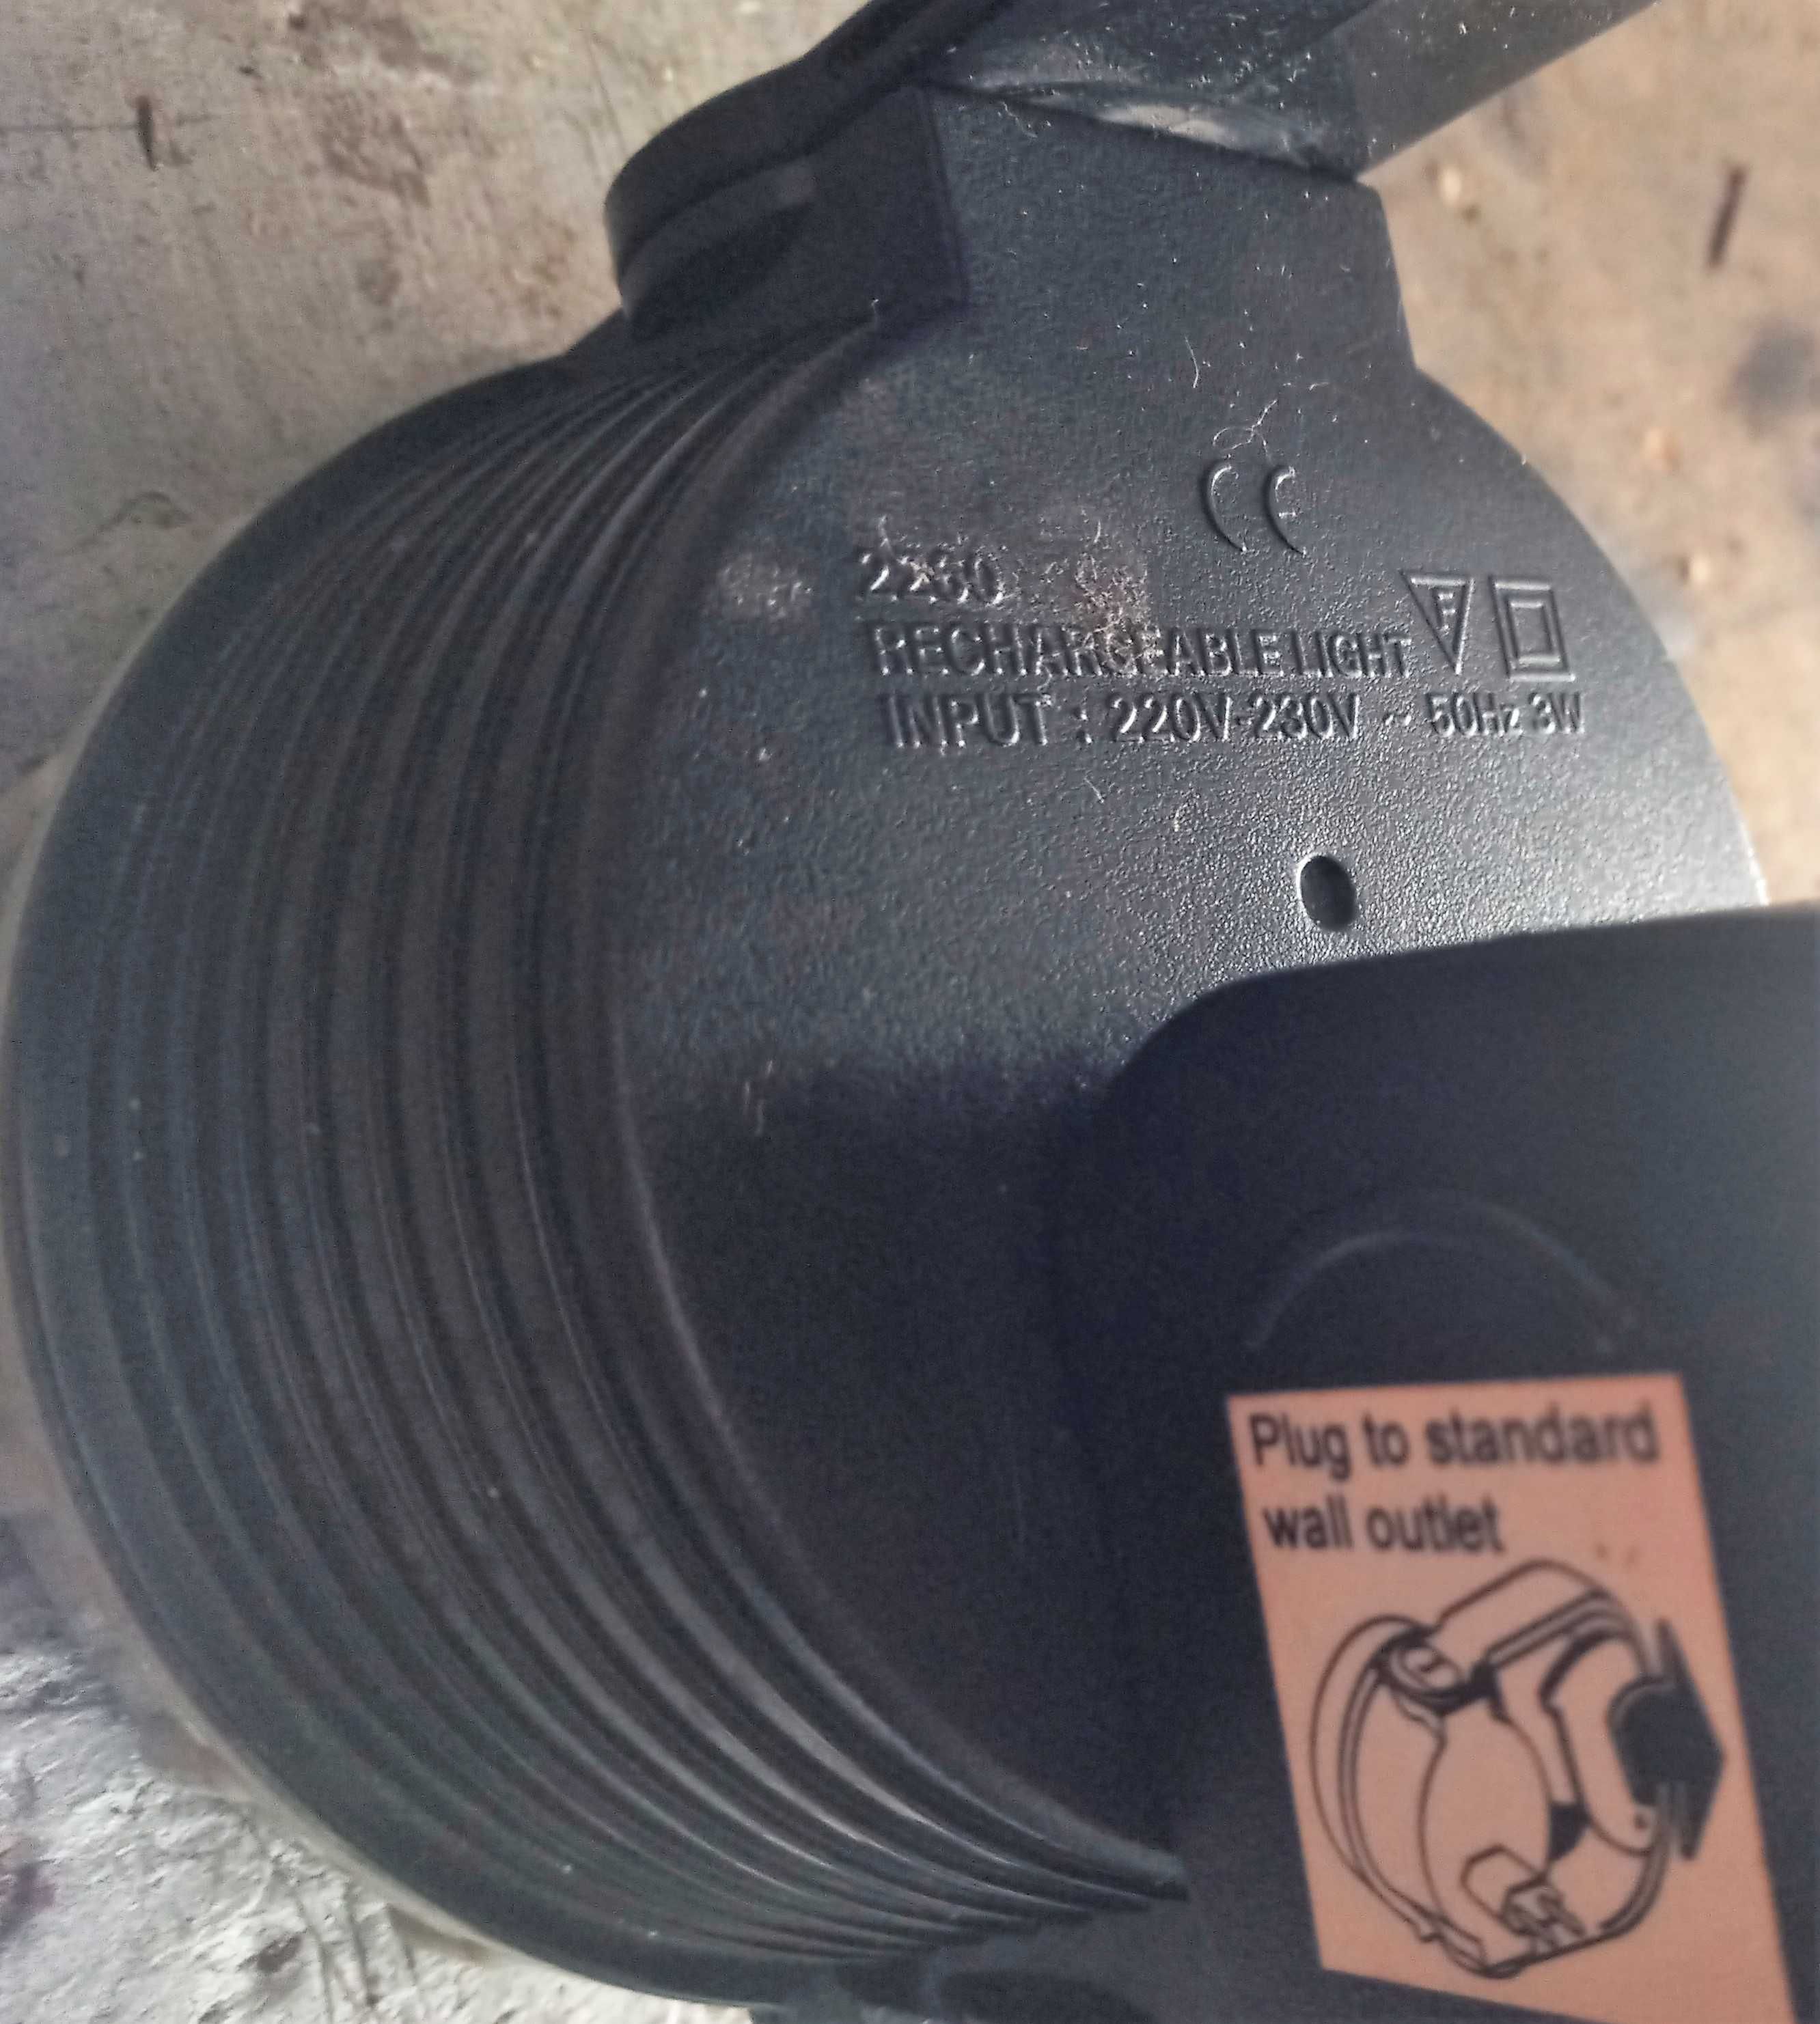 CE
2260
RECHARGEABLE LIGHT F
INPUT : 220V-230V ~ 50Hz 3W
Plug to standard
wall outlet